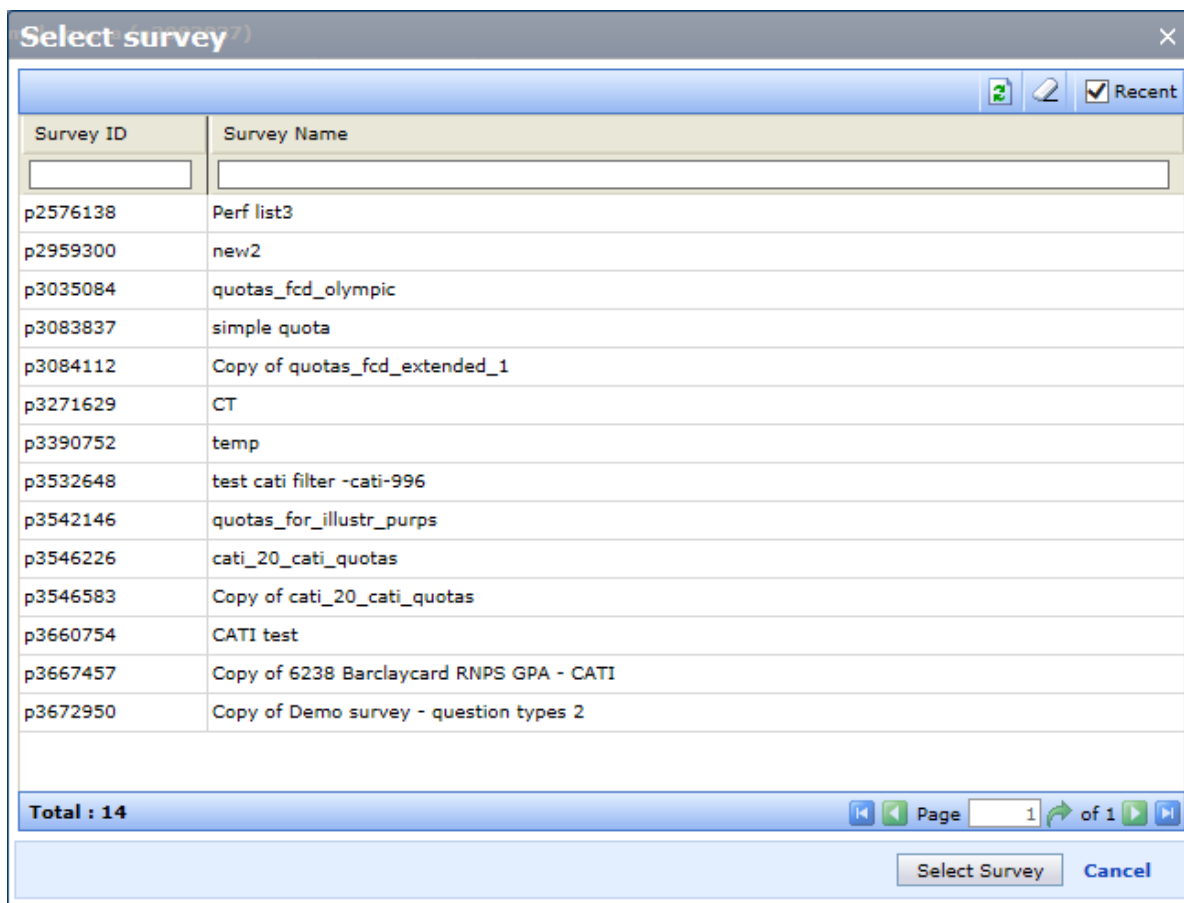 Select survey
Recent
Survey ID Survey Name
p2576138 Perf list3
p2959300 new2
p3035084 quotas_fcd_olympic
p3083837 simple quota
p3084112 Copy of quotas_fcd_extended_1
p3271629 CT
p3390752 temp
p3532648 test cati filter -cati-996
p3542146 quotas_for_illustr_purps
p3546226 cati_20_cati_quotas
p3546583 Copy of cati_20_cati_quotas
p3660754 CATI test
p3667457 Copy of 6238 Barclaycard RNPS GPA - CATI
p3672950 Copy of Demo survey - question types 2
Total : 14 Page 1 of 1
Select Survey Cancel